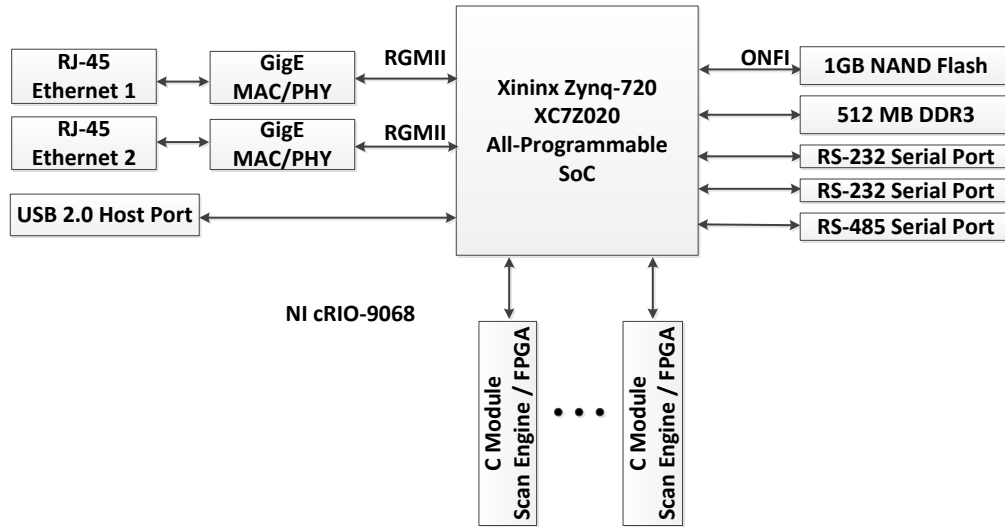 RJ-45
Ethernet 1
GigE
MAC/PHY
RGMII
RJ-45
Ethernet 2
GigE
MAC/PHY
RGMII
USB 2.0 Host Port
Xininx Zynq-720
XC7Z020
All-Programmable
SoC
ONFI
1GB NAND Flash
512 MB DDR3
RS-232 Serial Port
RS-232 Serial Port
RS-485 Serial Port
NI cRIO-9068
C Module
Scan Engine / FPGA
C Module
Scan Engine / FPGA